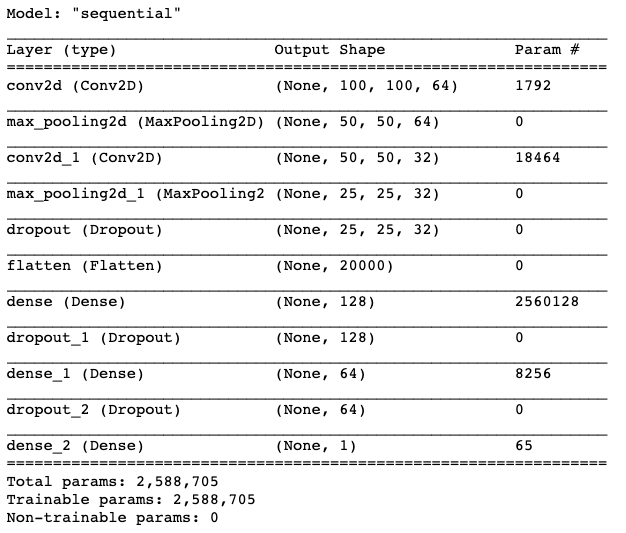 Model: "sequential"
Layer (type) Output Shape Param #
conv2d (Conv2D) (None, 100, 100, 64) 1792
max_pooling2d (MaxPooling2D) (None, 50, 50, 64) 0
conv2d_1 (Conv2D) (None, 50, 50, 32) 18464
max_pooling2d_1 (MaxPooling2 (None, 25, 25, 32) 0
dropout (Dropout) (None, 25, 25, 32) 0
flatten (Flatten) (None, 20000) 0
dense (Dense) (None, 128) 2560128
dropout_1 (Dropout) (None, 128) 0
dense_1 (Dense) (None, 64) 8256
dropout_2 (Dropout) (None, 64) 0
dense_2 (Dense) (None, 1) 65
Total params: 2,588,705
Trainable params: 2,588,705
Non-trainable params: 0